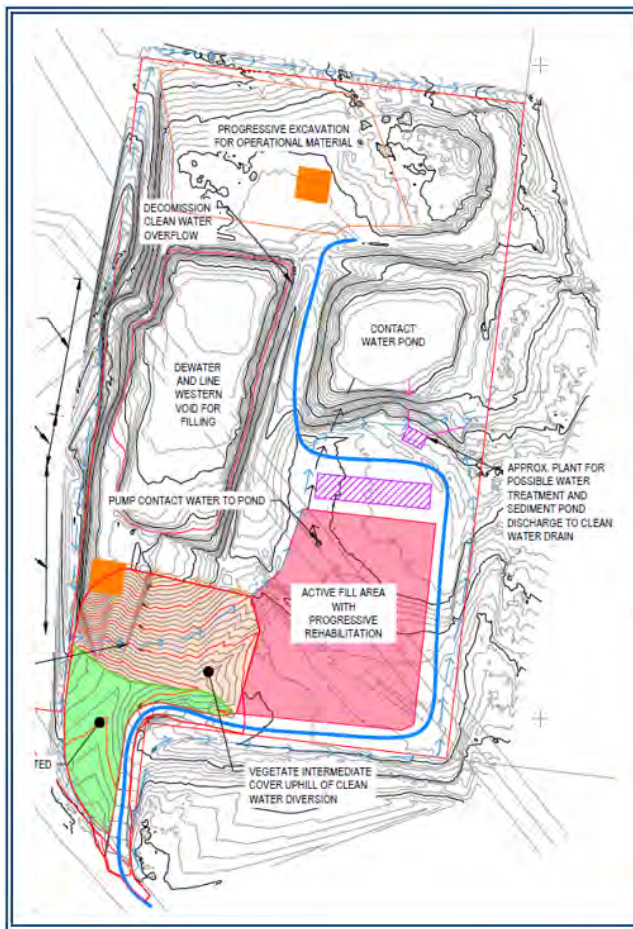 PROGRESSIVE EXCAVATION
FOR OPERATIONAL MATERIAL
DECOMISSION
CLEAN WATER
OVERFLOW
CONTACT
WATER POND
DEWATER
AND LINE
WESTERN
VOID FOR
FILLING
APPROX. PLANT FOR
POSSIBLE WATER
TREATMENT AND
SEDIMENT POND
DISCHARGE TO CLEAN
WATER DRAIN
PUMP CONTACT WATER TO POND
ACTIVE FILL AREA
WITH
PROGRESSIVE
REHABILITATION
TED
VEGETATE INTERMEDIATE
COVER UPHILL OF CLEAN
WATER DIVERSION